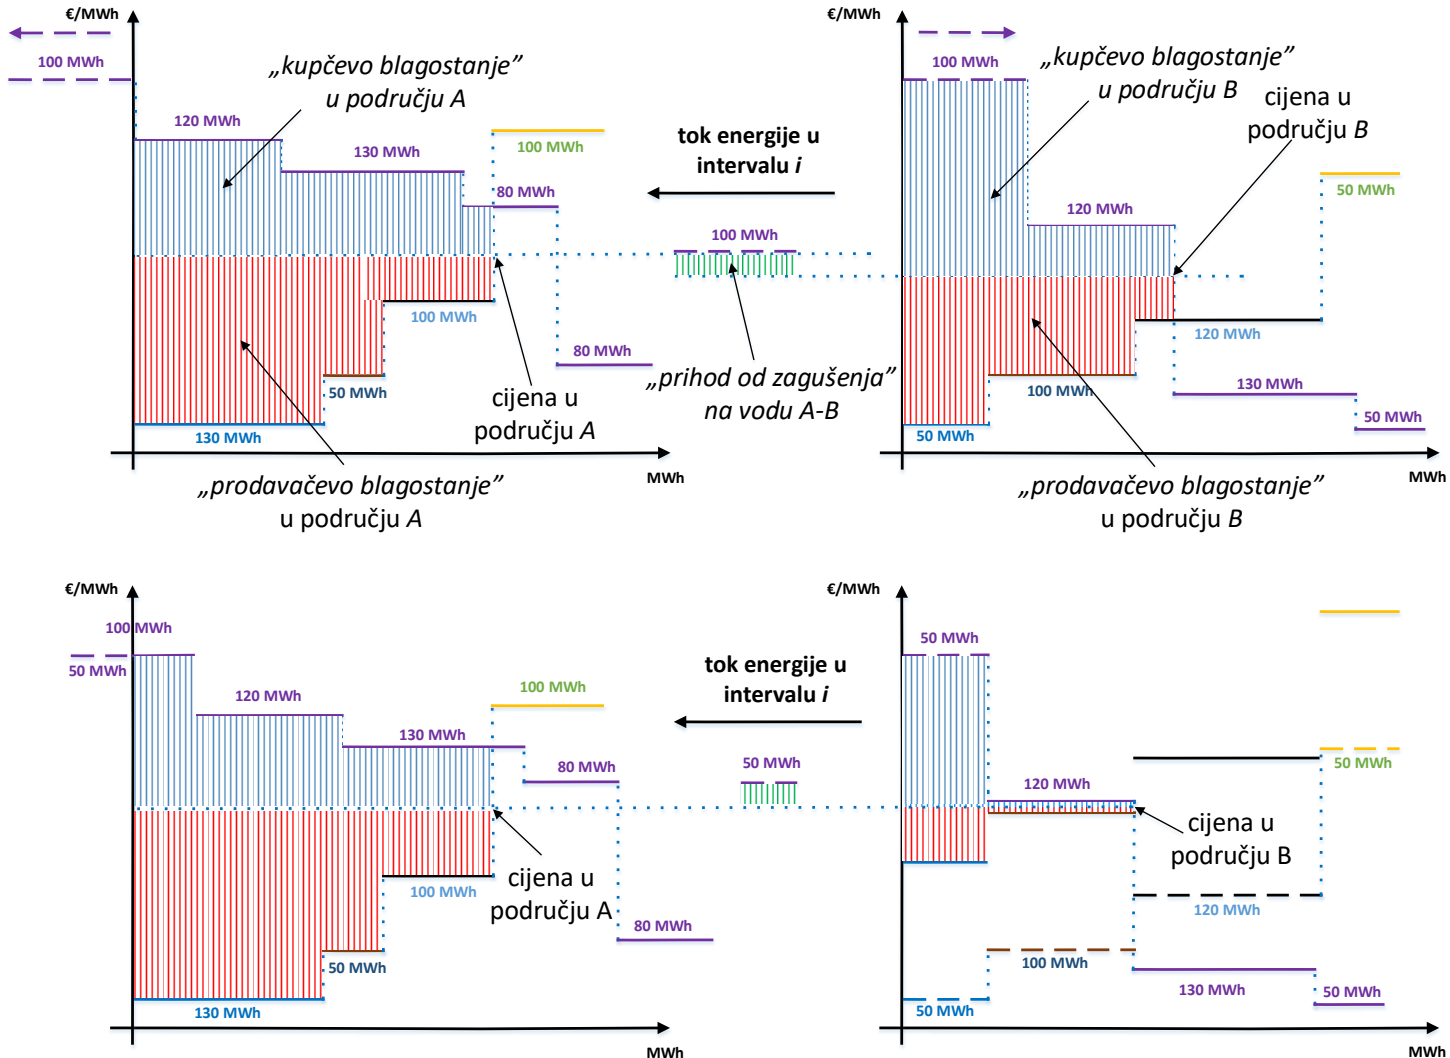 €/MWh
100 MWh
„kupčevo blagostanje”
u području A
120 MWh
130 MWh
100 MWh
80 MWh
100 MWh
50 MWh
130 MWh
80 MWh
cijena u
području A
MWh
„prodavačevo blagostanje”
u području A
tok energije u
intervalu i
100 MWh
„prihod od zagušenja”
na vodu A-B
€/MWh
100 MWh
„kupčevo blagostanje”
u području B
cijena u
području B
120 MWh
50 MWh
120 MWh
100 MWh
50 MWh
130 MWh
50 MWh
MWh
„prodavačevo blagostanje”
u području B
€/MWh
100 MWh
50 MWh
120 MWh
130 MWh
100 MWh
80 MWh
100 MWh
50 MWh
130 MWh
80 MWh
cijena u
području A
MWh
tok energije u
intervalu i
50 MWh
€/MWh
50 MWh
120 MWh
50 MWh
cijena u
području B
120 MWh
100 MWh
50 MWh
130 MWh
50 MWh
MWh